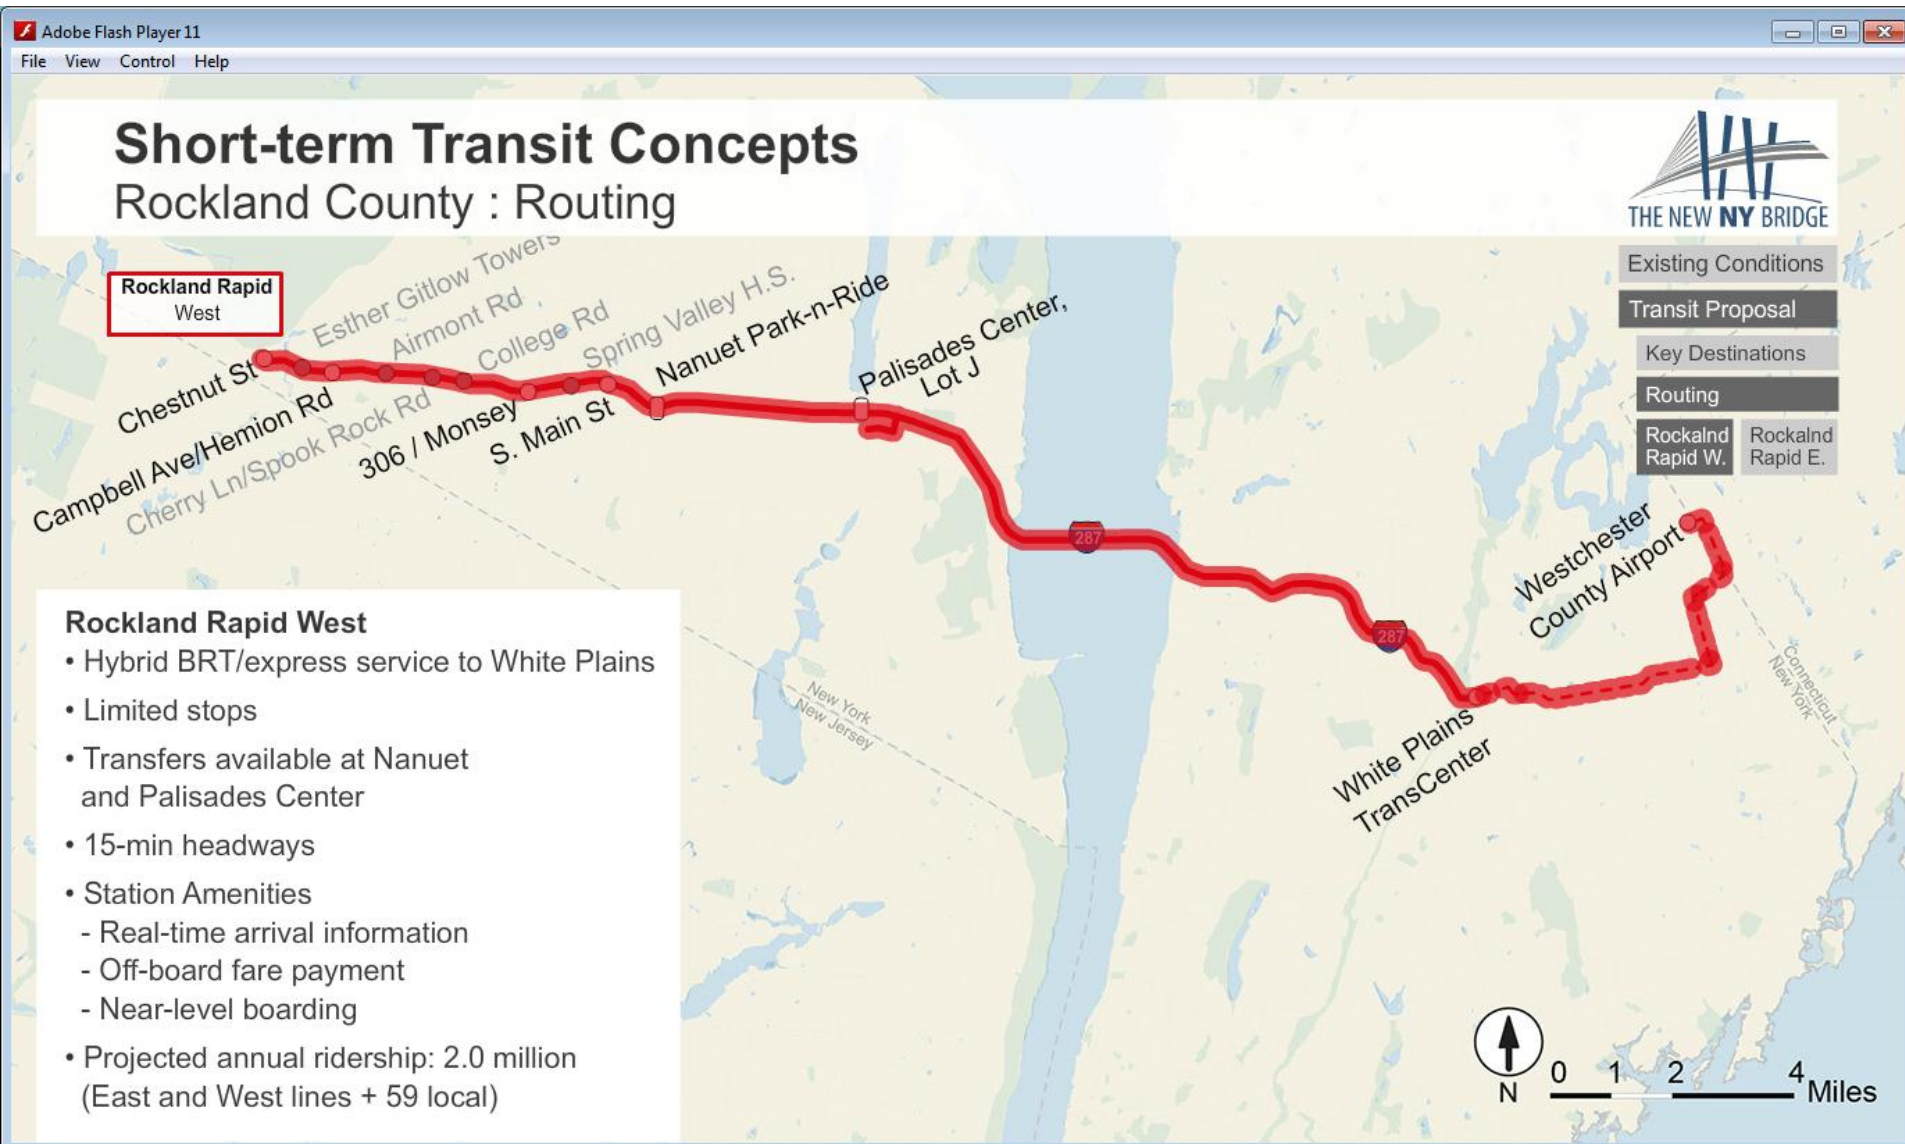 Adobe Flash Player 11
File View Control Help
Short-term Transit Concepts
Rockland County : Routing
THE NEW NY BRIDGE
Existing Conditions
Transit Proposal
Key Destinations
Routing
Rockalnd
Rapid W.
Rockalnd
Rapid E.
Rockland Rapid
West
Chestnut St
Esther Gitlow Towers
Campbell Ave/Hemion Rd
Airmont Rd
Cherry Ln/Spook Rock Rd
College Rd
306 / Monsey
Spring Valley H.S.
S. Main St
Nanuet Park-n-Ride
Palisades Center,
Lot J
287
287
Westchester
County Airport
White Plains
TransCenter
New York
New Jersey
Connecticut
New York
Rockland Rapid West
• Hybrid BRT/express service to White Plains
• Limited stops
• Transfers available at Nanuet
and Palisades Center
• 15-min headways
• Station Amenities
- Real-time arrival information
- Off-board fare payment
- Near-level boarding
• Projected annual ridership: 2.0 million
(East and West lines + 59 local)
N
0 1 2 4 Miles